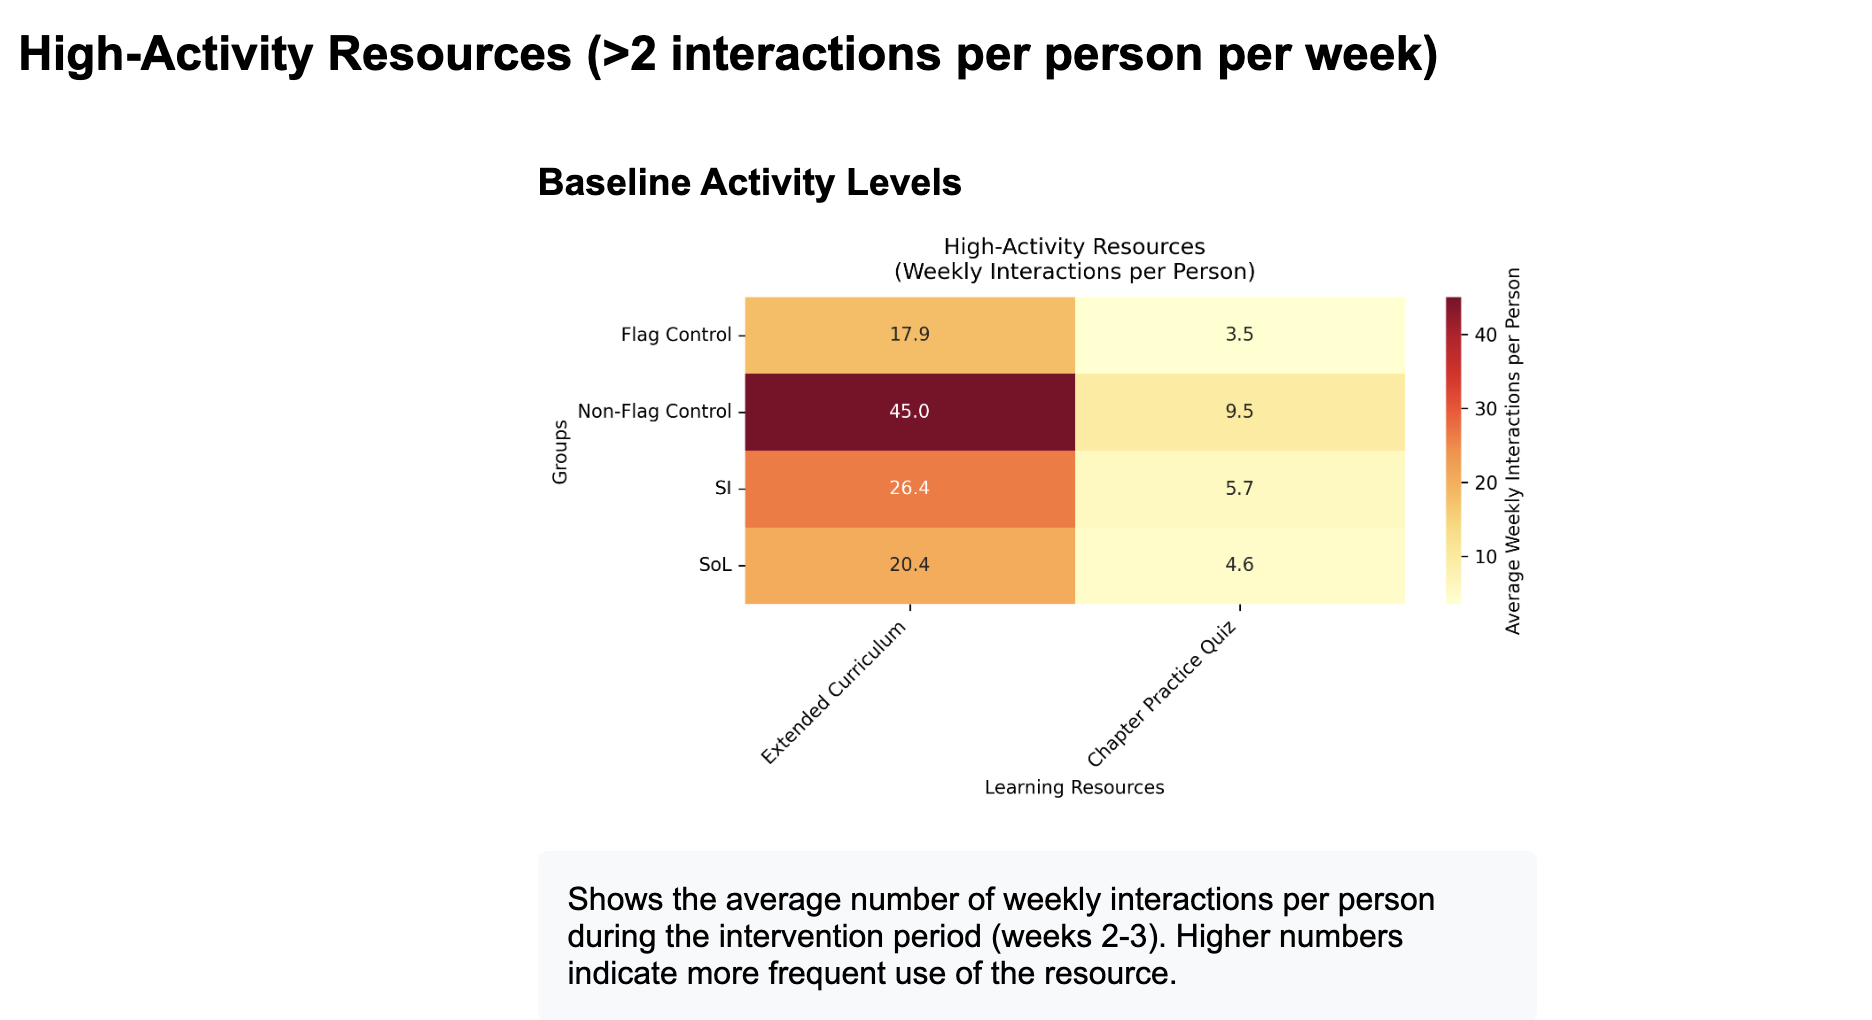 High-Activity Resources (>2 interactions per person per week)
Baseline Activity Levels
High-Activity Resources
(Weekly Interactions per Person)
Groups
Flag Control
17.9
3.5
Non-Flag Control
45.0
9.5
SI
26.4
5.7
SoL
20.4
4.6
Extended Curriculum
Chapter Practice Quiz
Learning Resources
40
30
20
10
Average Weekly Interactions per Person
Shows the average number of weekly interactions per person
during the intervention period (weeks 2-3). Higher numbers
indicate more frequent use of the resource.